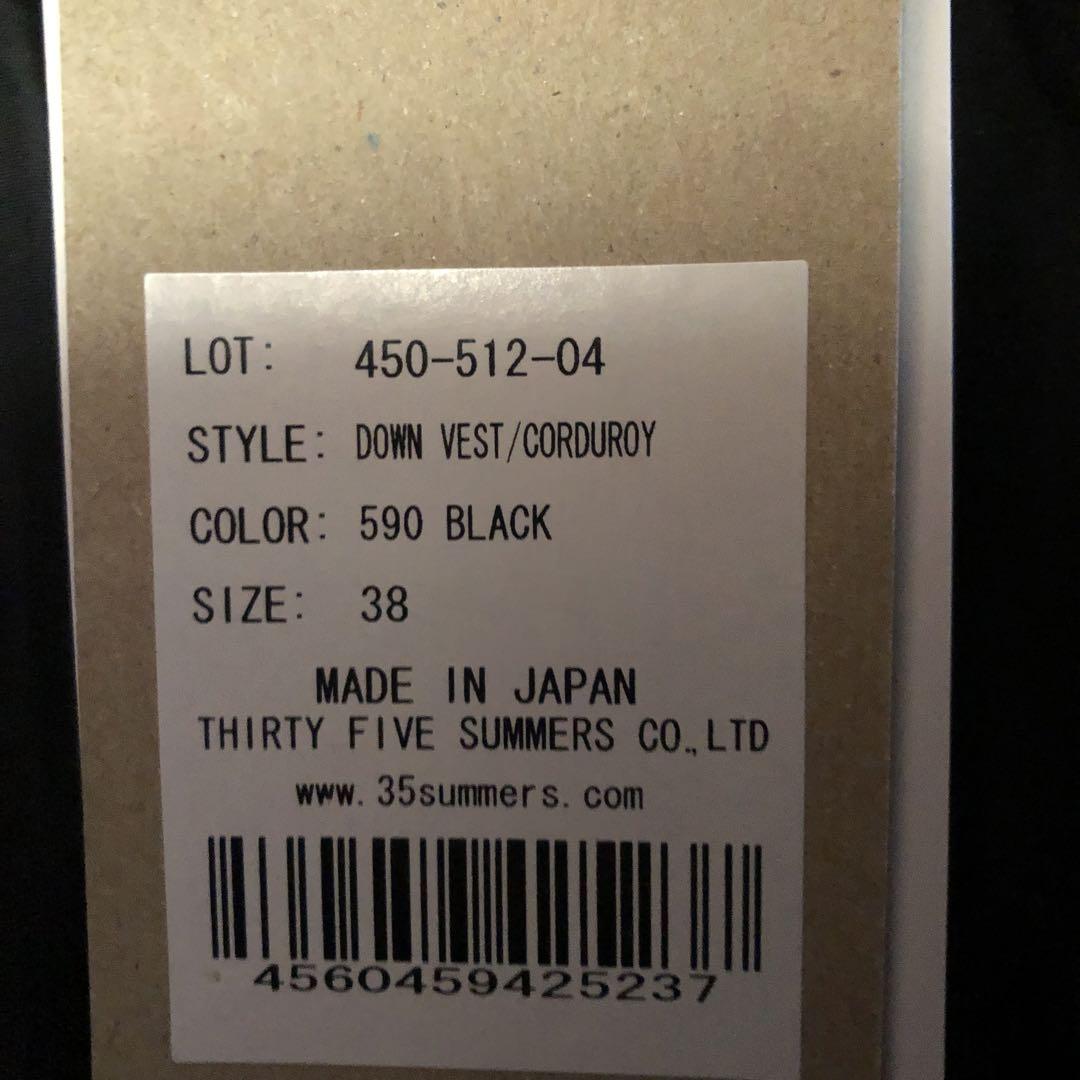 LOT: 450-512-04
STYLE: DOWN VEST/CORDUROY
COLOR: 590 BLACK
SIZE: 38
MADE IN JAPAN
THIRTY FIVE SUMMERS CO.,LTD
www.35summers.com
4560459425237